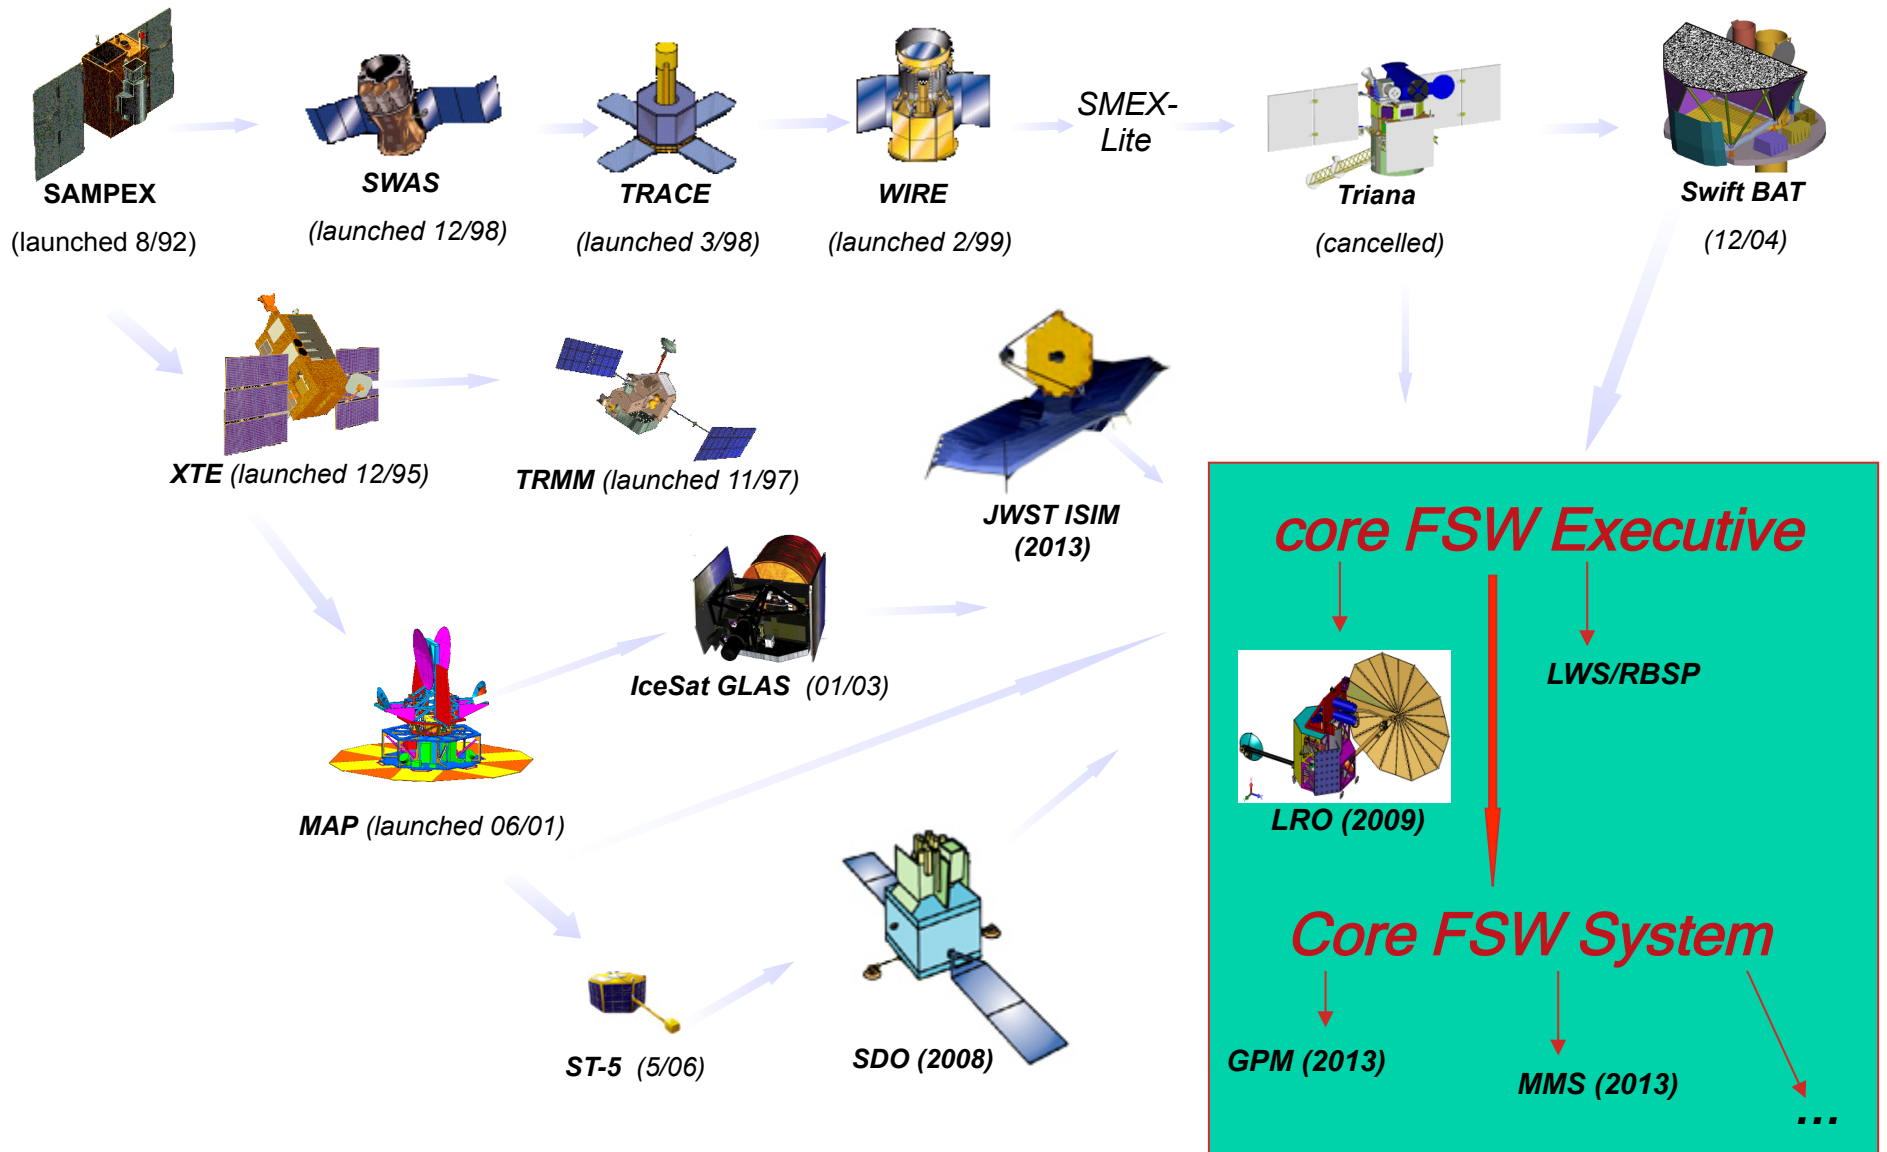 SAMPEX
(launched 8/92)
SWAS
(launched 12/98)
TRACE
(launched 3/98)
WIRE
(launched 2/99)
SMEX-
Lite
Triana
(cancelled)
Swift BAT
(12/04)
XTE (launched 12/95)
TRMM (launched 11/97)
JWST ISIM
(2013)
IceSat GLAS (01/03)
MAP (launched 06/01)
ST-5 (5/06)
SDO (2008)
core FSW Executive
LWS/RBSP
LRO (2009)
Core FSW System
GPM (2013)
MMS (2013)
...